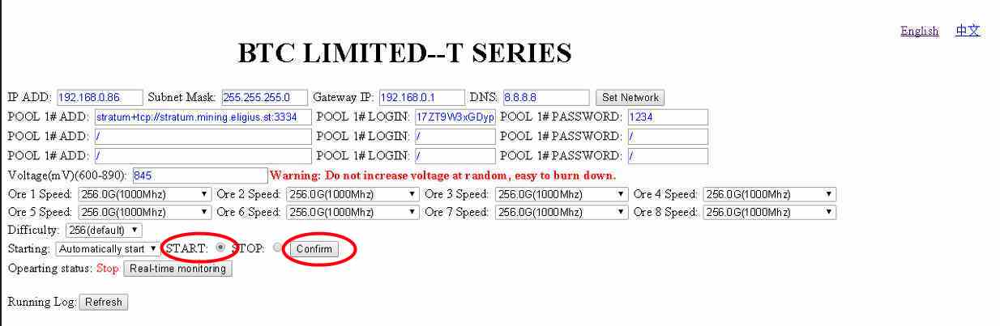 English 中文
BTC LIMITED--T SERIES
IP ADD: 192.168.0.86 Subnet Mask: 255.255.255.0 Gateway IP: 192.168.0.1 DNS: 8.8.8.8 Set Network
POOL 1# ADD: stratum+tcp://stratum.mining.eligius.st:3334 POOL 1# LOGIN: 17ZT9W3xGDyp POOL 1# PASSWORD: 1234
POOL 1# ADD: / POOL 1# LOGIN: / POOL 1# PASSWORD: /
POOL 1# ADD: / POOL 1# LOGIN: / POOL 1# PASSWORD: /
Voltage(mV)(600-890): 845 Warning: Do not increase voltage at random, easy to burn down.
Ore 1 Speed: 256.0G(1000Mhz) Ore 2 Speed: 256.0G(1000Mhz) Ore 3 Speed: 256.0G(1000Mhz) Ore 4 Speed: 256.0G(1000Mhz)
Ore 5 Speed: 256.0G(1000Mhz) Ore 6 Speed: 256.0G(1000Mhz) Ore 7 Speed: 256.0G(1000Mhz) Ore 8 Speed: 256.0G(1000Mhz)
Difficulty: 256(default)
Starting: Automatically start START: STOP: Confirm
Opearting status: Stop Real-time monitoring
Running Log: Refresh